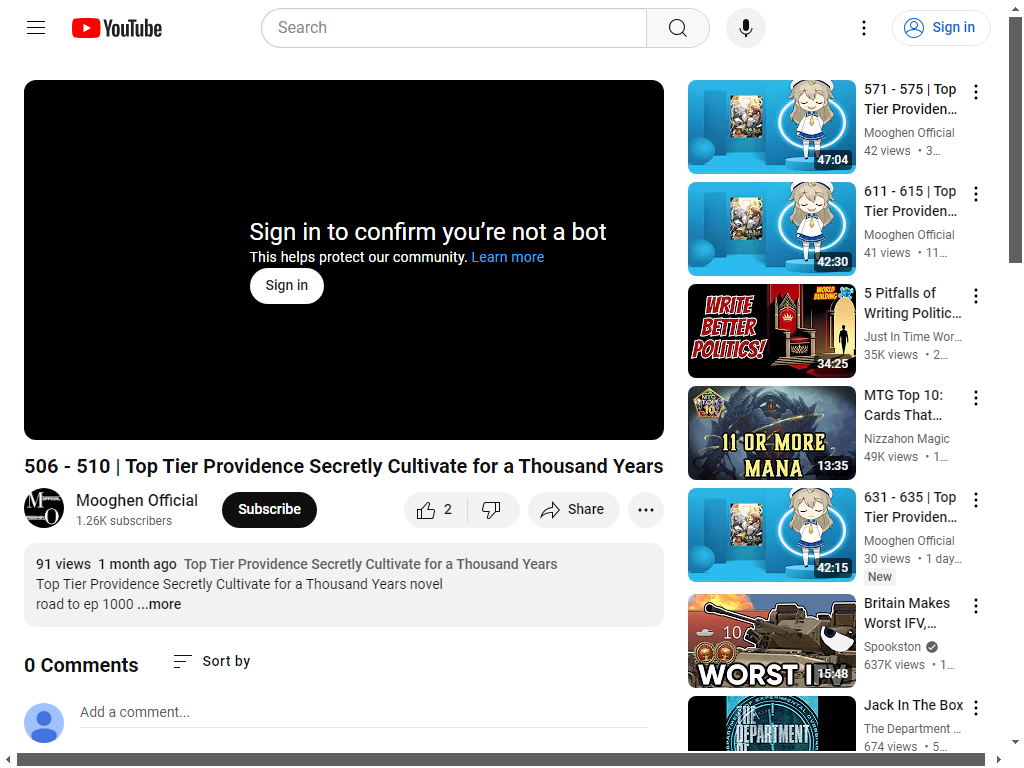 YouTube
Search
Sign in
Sign in to confirm you’re not a bot
This helps protect our community. Learn more
Sign in
506 - 510 | Top Tier Providence Secretly Cultivate for a Thousand Years
Mooghen Official
1.26K subscribers
Subscribe
2
Share
91 views 1 month ago Top Tier Providence Secretly Cultivate for a Thousand Years
Top Tier Providence Secretly Cultivate for a Thousand Years novel
road to ep 1000 ...more
0 Comments
Sort by
Add a comment...
47:04
571 - 575 | Top
Tier Providen...
Mooghen Official
42 views • 3...
42:30
611 - 615 | Top
Tier Providen...
Mooghen Official
41 views • 11...
WORLD
BUILDING
WRITE
BETTER
POLITICS!
34:25
5 Pitfalls of
Writing Politic...
Just In Time Wor...
35K views • 2...
MTG TOP
10
11 OR MORE
MANA
13:35
MTG Top 10:
Cards That...
Nizzahon Magic
49K views • 1...
42:15
631 - 635 | Top
Tier Providen...
Mooghen Official
30 views • 1 day...
New
10
WORST I
15:48
Britain Makes
Worst IFV,...
Spookston
637K views • 1...
THE
DEPARTMENT
Jack In The Box
The Department ...
674 views • 5...